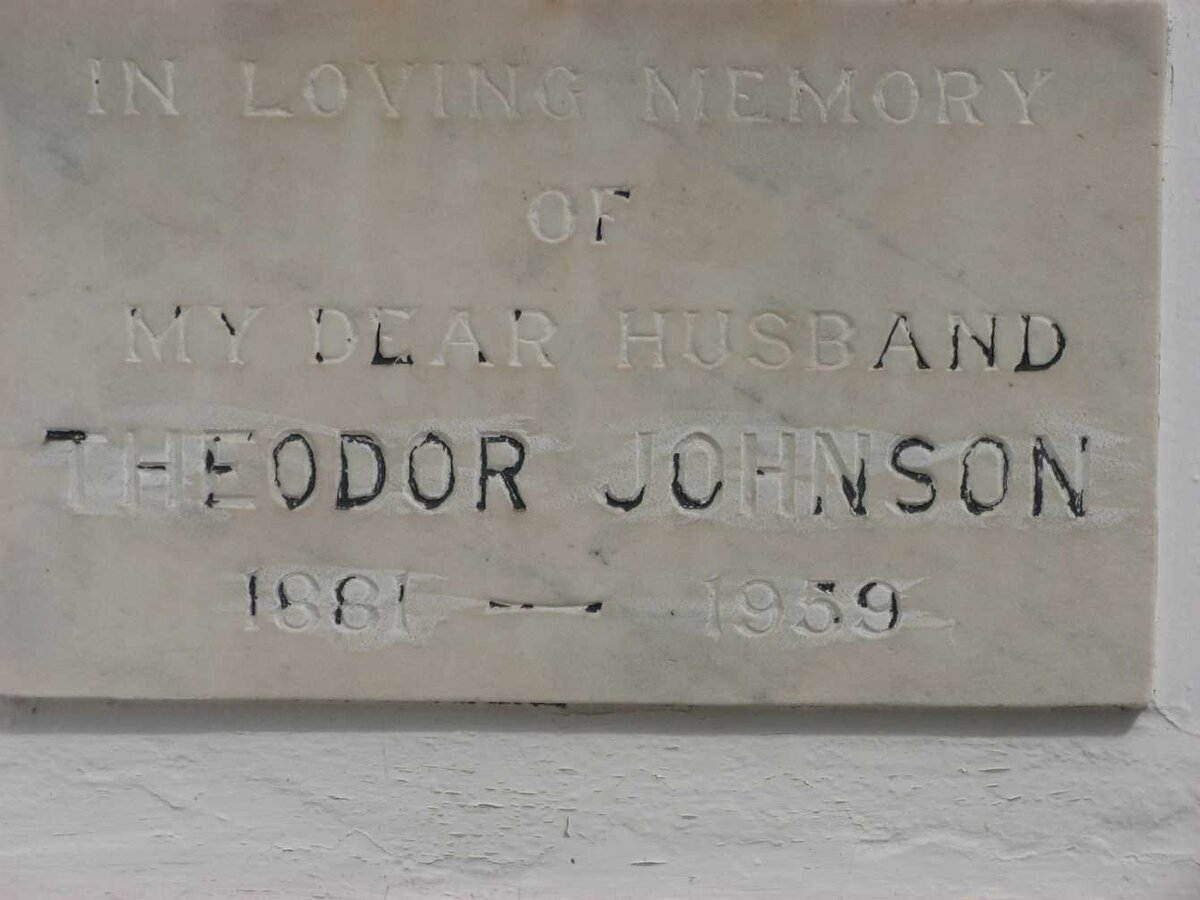 IN LOVING MEMORY
OF
MY DEAR HUSBAND
THEODOR JOHNSON
1881 — 1959